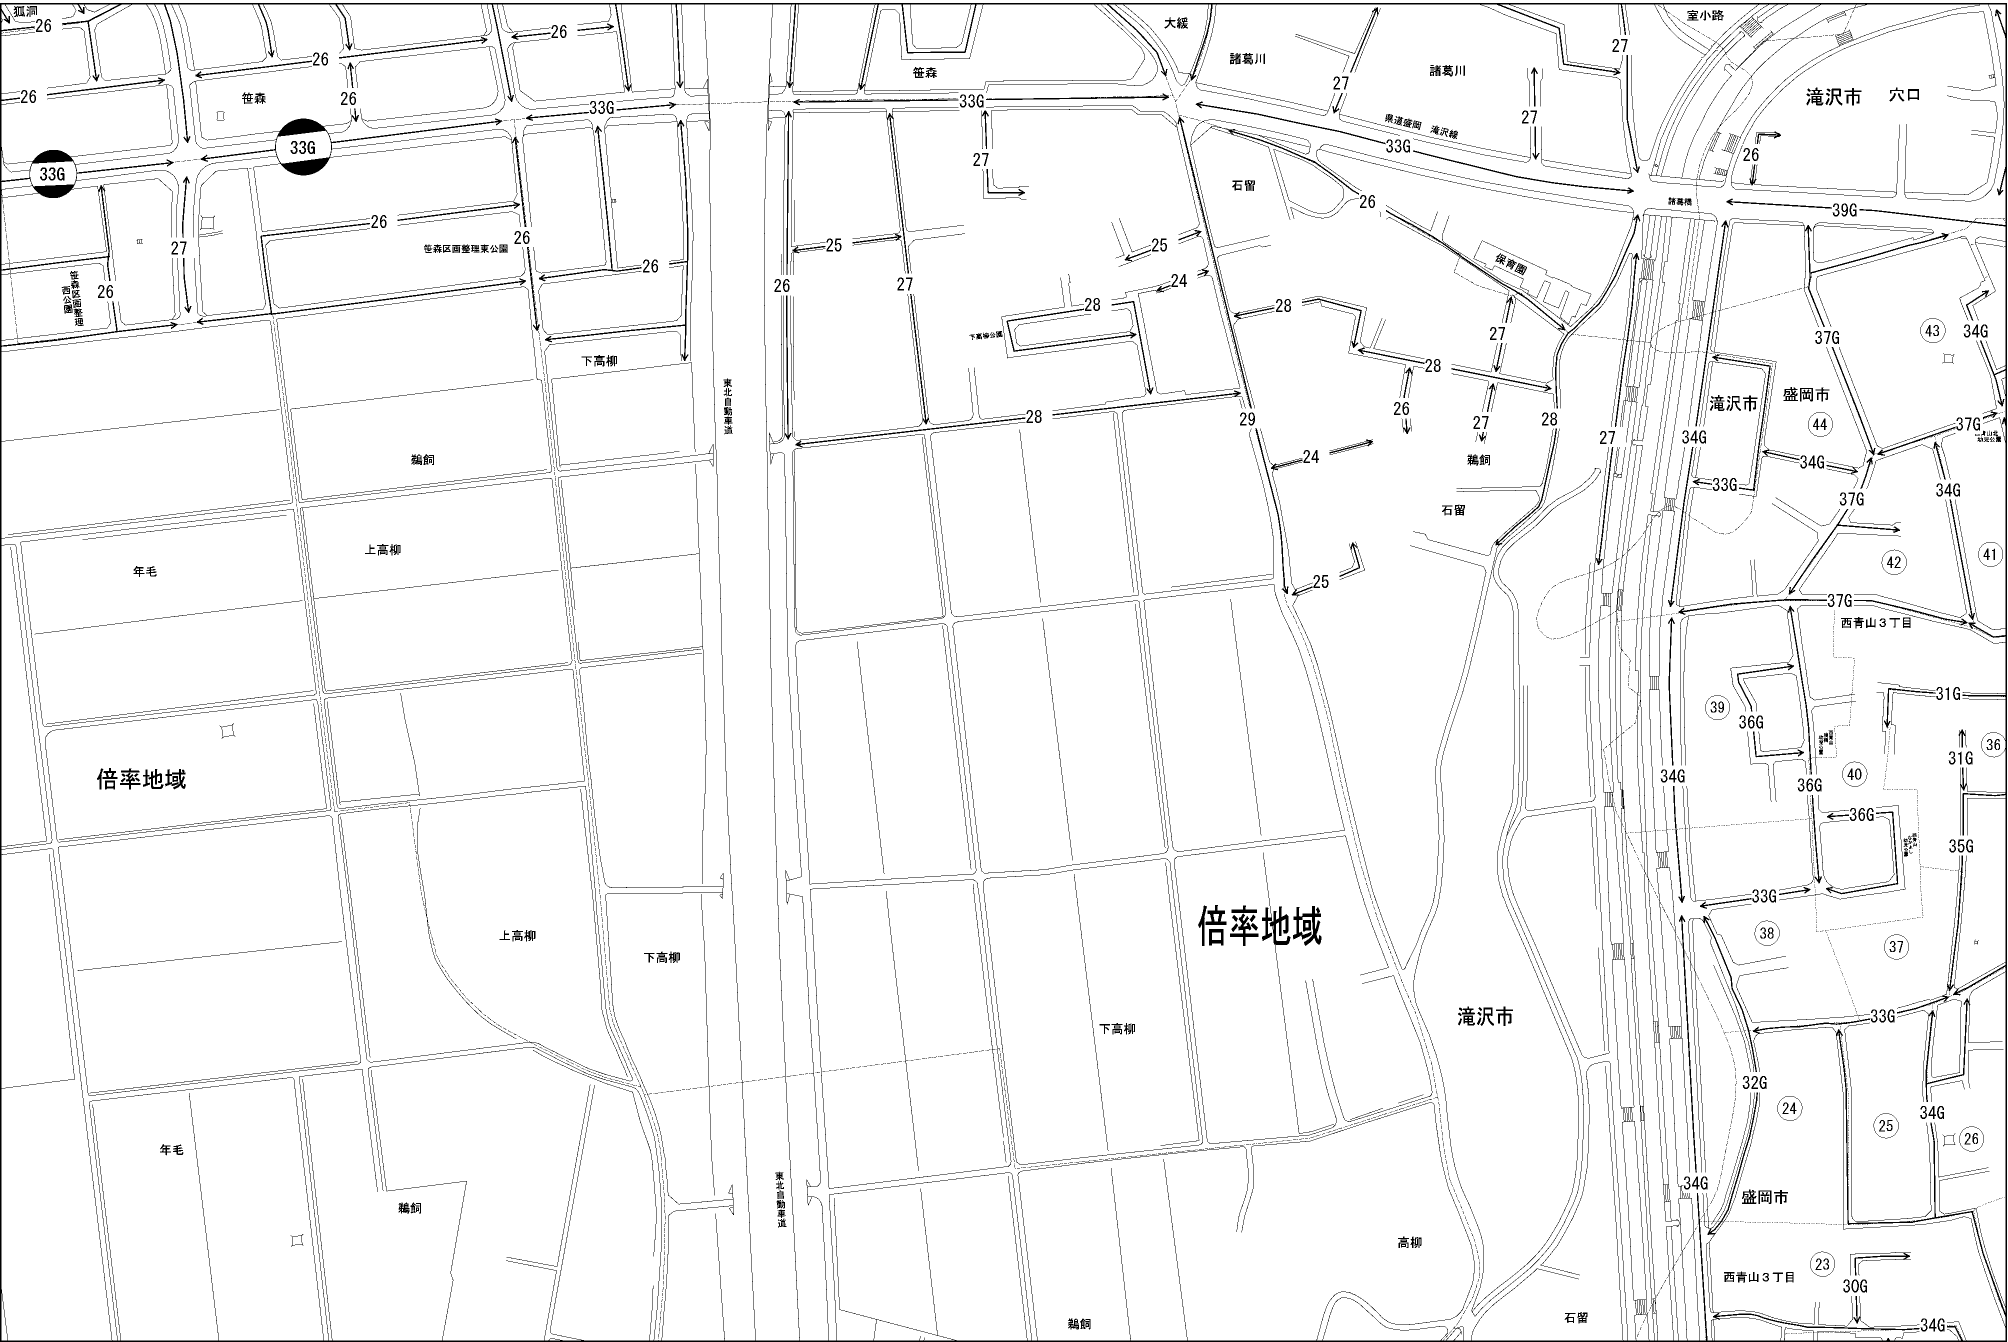 狐洞
26
大緩
室小路
26
26
27
諸葛川
諸葛川
26
笹森
27
滝沢市
穴口
26
笹森
26
33G
33G
27
県道盛岡 滝沢線
33G
33G
33G
27
26
石留
26
諸葛橋
39G
26
27
笹森区画整理東公園
26
25
25
保育園
26
24
26
27
26
笹森区画整理
西公園
28
28
下高柳公園
27
34G
43
37G
下高柳
28
東北自動車道
盛岡市
滝沢市
26
28
29
27
28
27
34G
44
37G
幼児公園
鵜飼
24
鵜飼
34G
33G
34G
37G
石留
上高柳
42
41
年毛
25
37G
西青山３丁目
31G
39
36G
36
31G
34G
40
36G
倍率地域
36G
35G
33G
上高柳
倍率地域
38
37
下高柳
滝沢市
33G
下高柳
32G
24
34G
25
26
年毛
34G
盛岡市
東北自動車道
鵜飼
高柳
23
西青山３丁目
30G
石留
鵜飼
34G